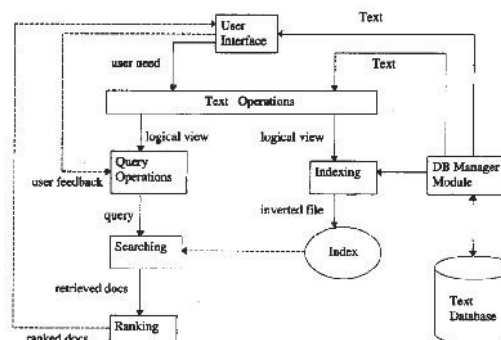 Text
User
Interface
user need
Text
Text Operations
logical view
logical view
Query
Operations
Indexing
DB Manager
Module
user feedback
query
inverted file
Searching
Index
retrieved docs
Text
Database
Ranking
ranked docs